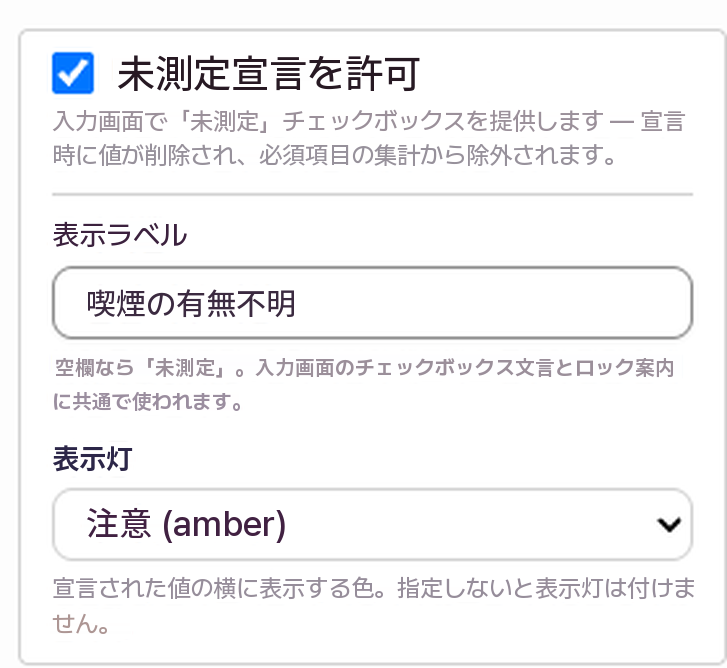 未測定宣言を許可
入力画面で「未測定」チェックボックスを提供します — 宣言
時に値が削除され、必須項目の集計から除外されます。
表示ラベル
喫煙の有無不明
空欄なら「未測定」。入力画面のチェックボックス文言とロック案内
に共通で使われます。
表示灯
注意 (amber)
宣言された値の横に表示する色。指定しないと表示灯は付けま
せん。